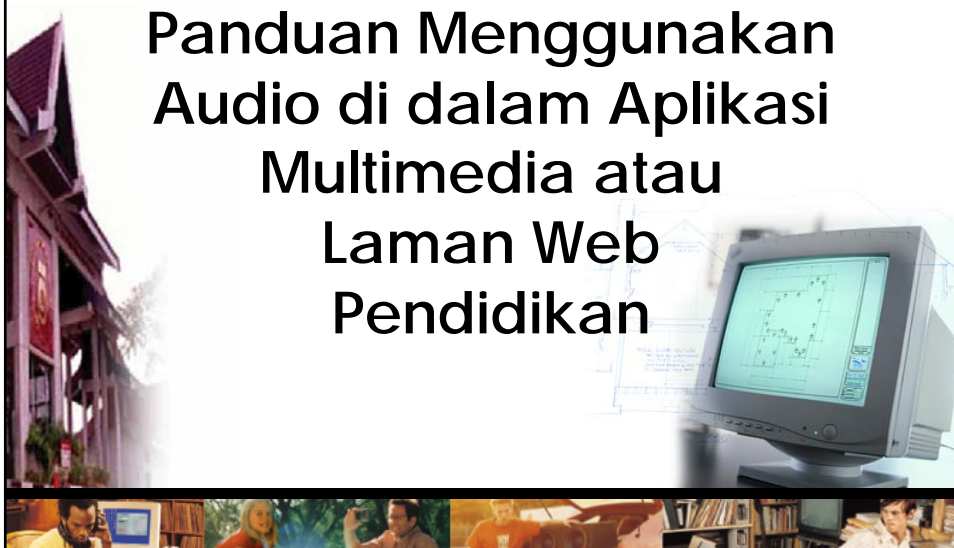 Panduan Menggunakan
Audio di dalam Aplikasi
Multimedia atau
Laman Web
Pendidikan